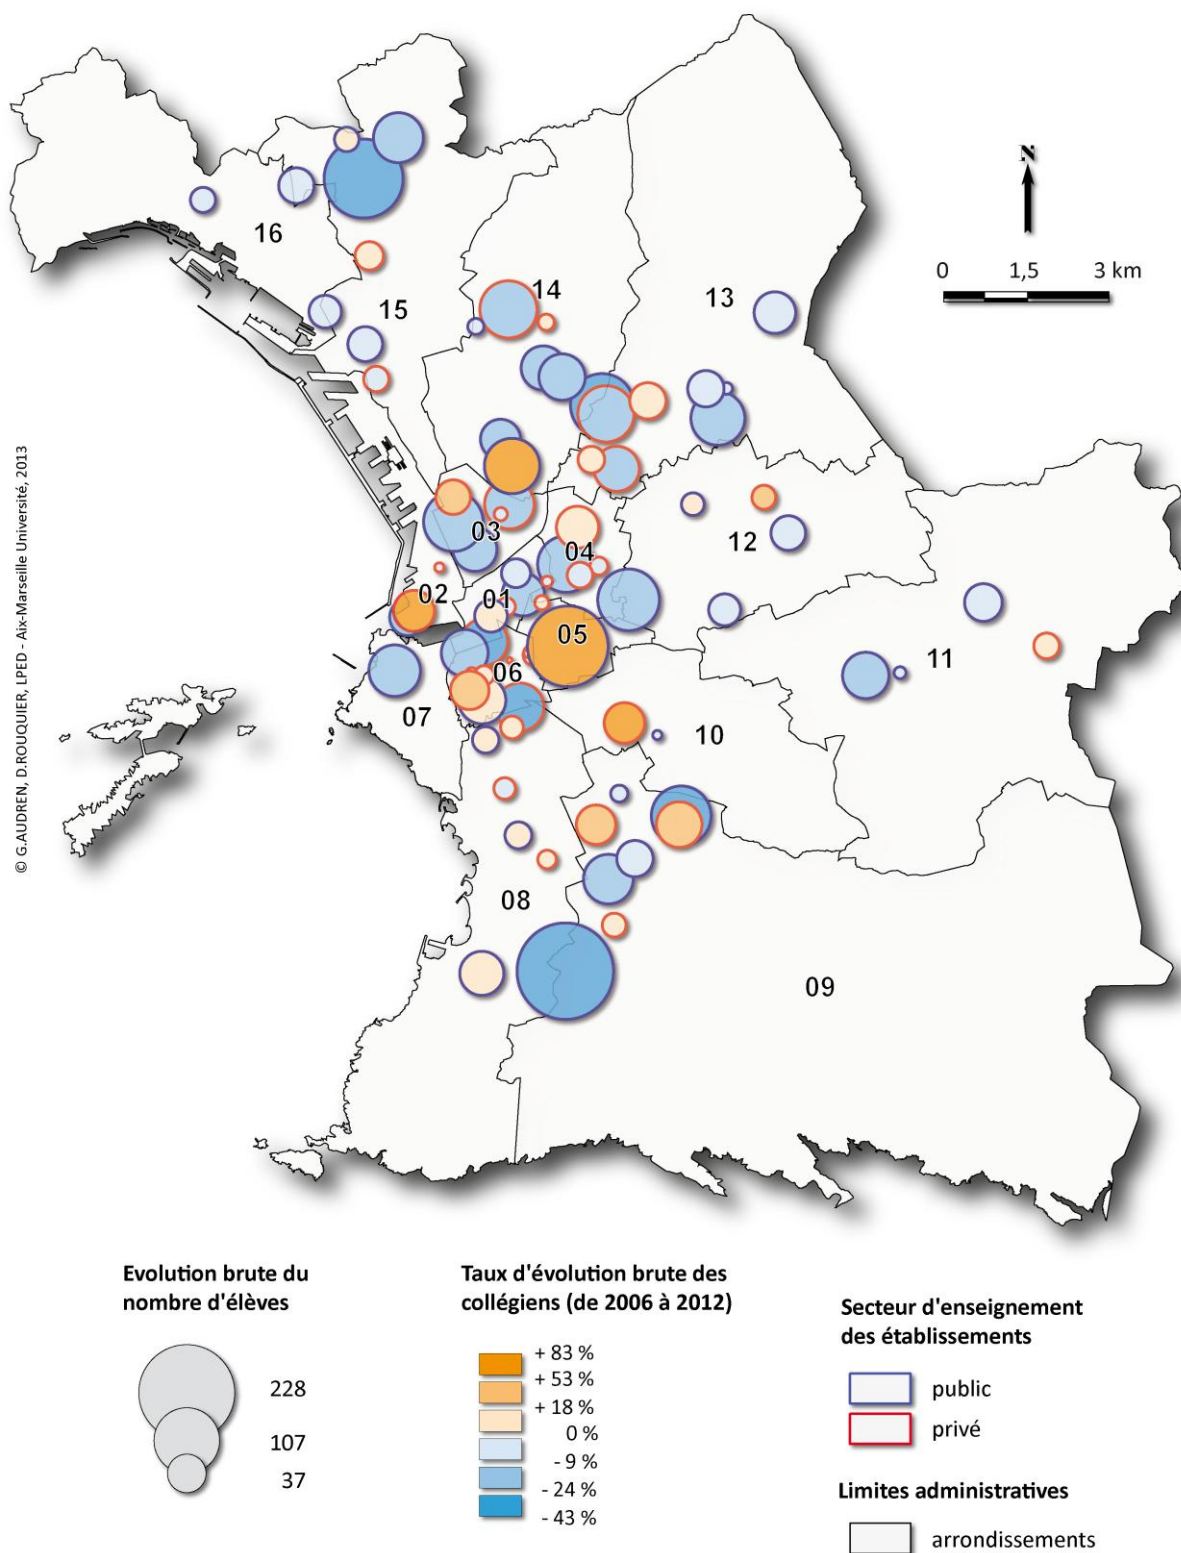 N
0 1,5 3 km
16
15
14
13
03
04
12
02
01
05
11
06
07
10
08
09
© G.AUDREN, D.ROUQUIER, LPED - Aix-Marseille Université, 2013
Evolution brute du
nombre d'élèves
228
107
37
Taux d'évolution brute des
collégiens (de 2006 à 2012)
+ 83 %
+ 53 %
+ 18 %
0 %
- 9 %
- 24 %
- 43 %
Secteur d'enseignement
des établissements
public
privé
Limites administratives
arrondissements